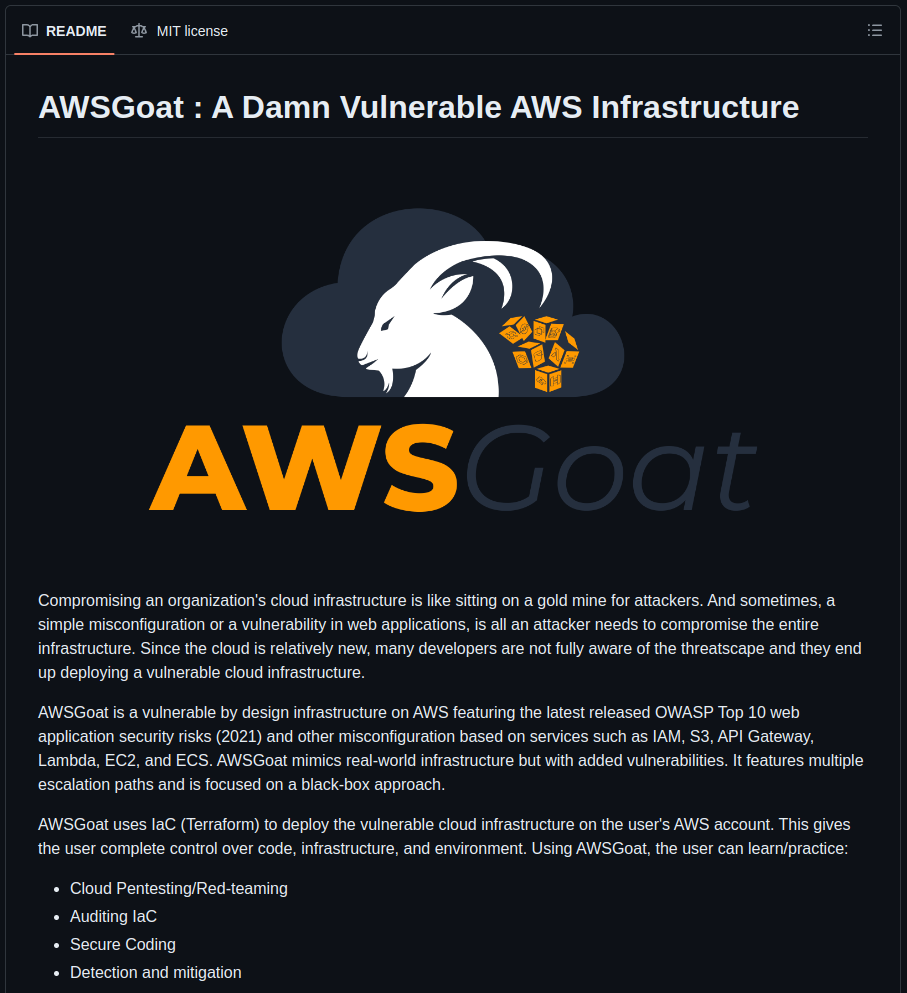 README MIT license
AWSGoat : A Damn Vulnerable AWS Infrastructure
AWSGoat
Compromising an organization's cloud infrastructure is like sitting on a gold mine for attackers. And sometimes, a
simple misconfiguration or a vulnerability in web applications, is all an attacker needs to compromise the entire
infrastructure. Since the cloud is relatively new, many developers are not fully aware of the threatscape and they end
up deploying a vulnerable cloud infrastructure.
AWSGoat is a vulnerable by design infrastructure on AWS featuring the latest released OWASP Top 10 web
application security risks (2021) and other misconfiguration based on services such as IAM, S3, API Gateway,
Lambda, EC2, and ECS. AWSGoat mimics real-world infrastructure but with added vulnerabilities. It features multiple
escalation paths and is focused on a black-box approach.
AWSGoat uses IaC (Terraform) to deploy the vulnerable cloud infrastructure on the user's AWS account. This gives
the user complete control over code, infrastructure, and environment. Using AWSGoat, the user can learn/practice:
• Cloud Pentesting/Red-teaming
• Auditing IaC
• Secure Coding
• Detection and mitigation